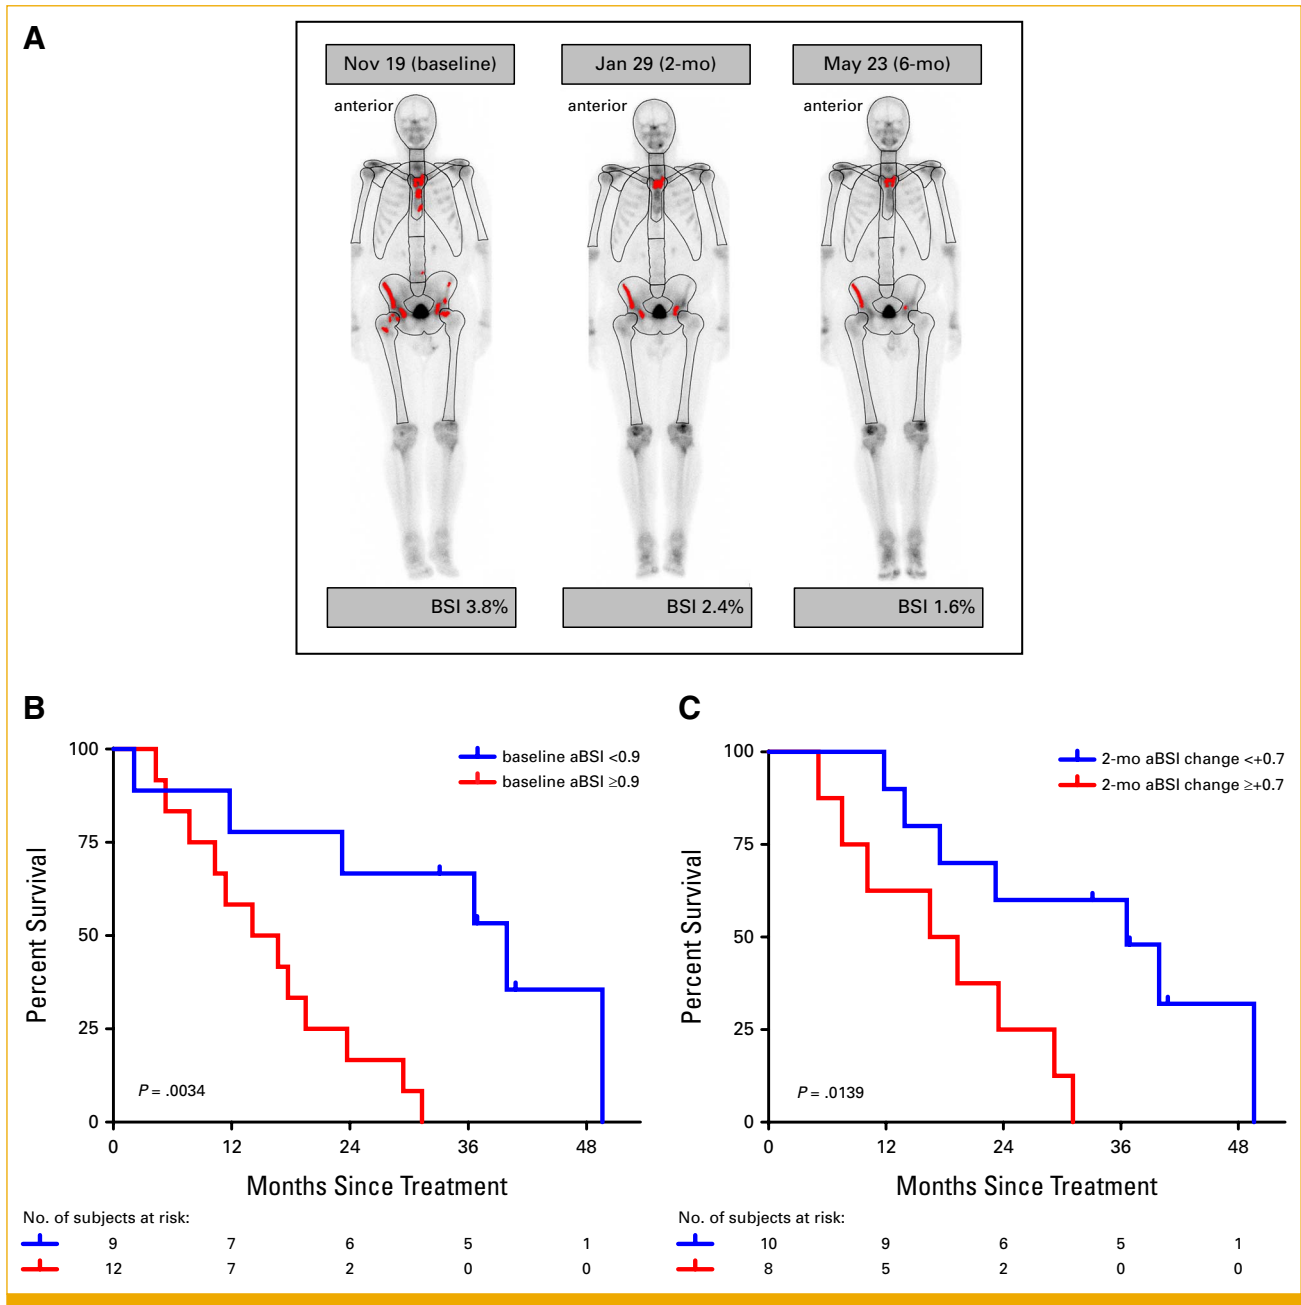 A
Nov 19 (baseline) Jan 29 (2-mo) May 23 (6-mo)
anterior anterior anterior
BSI 3.8% BSI 2.4% BSI 1.6%
B
100
75
50
25
0
Percent Survival
baseline aBSI <0.9
baseline aBSI ≥0.9
P = .0034
0 12 24 36 48
Months Since Treatment
No. of subjects at risk:
9 7 6 5 1
12 7 2 0 0
C
100
75
50
25
0
Percent Survival
2-mo aBSI change <+0.7
2-mo aBSI change ≥+0.7
P = .0139
0 12 24 36 48
Months Since Treatment
No. of subjects at risk:
10 9 6 5 1
8 5 2 0 0